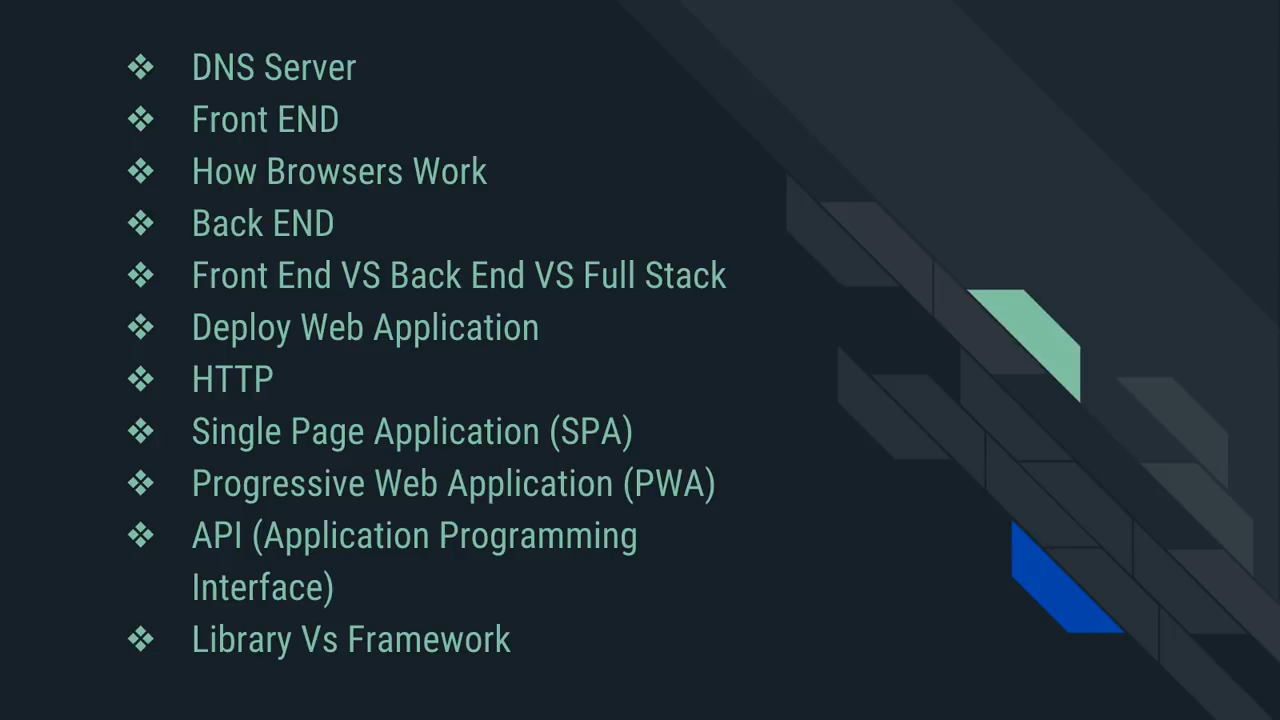 ❖ DNS Server
❖ Front END
❖ How Browsers Work
❖ Back END
❖ Front End VS Back End VS Full Stack
❖ Deploy Web Application
❖ HTTP
❖ Single Page Application (SPA)
❖ Progressive Web Application (PWA)
❖ API (Application Programming
Interface)
❖ Library Vs Framework